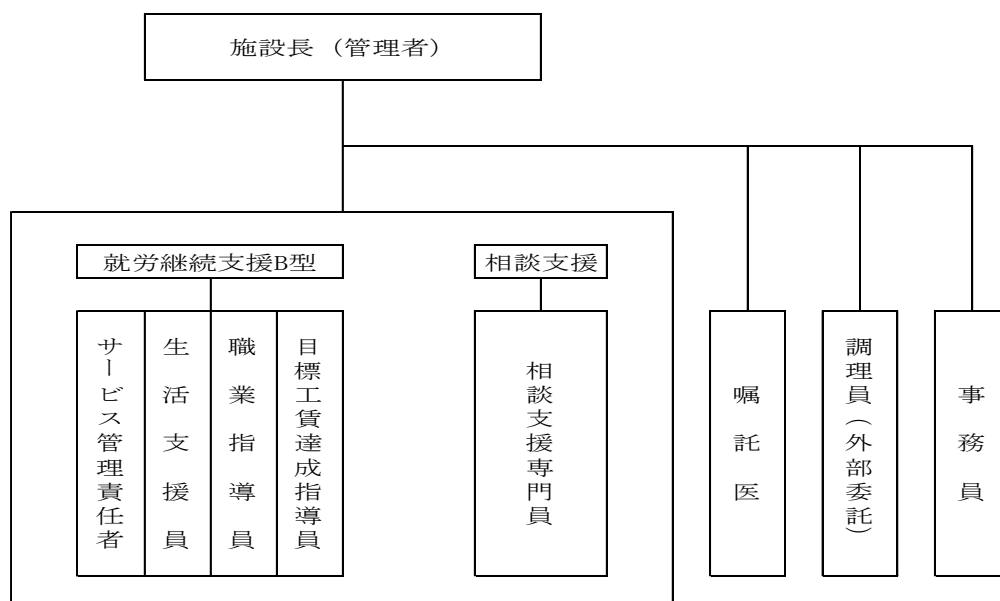 施設長（管理者）
就労継続支援B型
相談支援
サービス管理責任者
生活支援員
職業指導員
目標工賃達成指導員
相談支援専門員
嘱託医
調理員（外部委託）
事務員